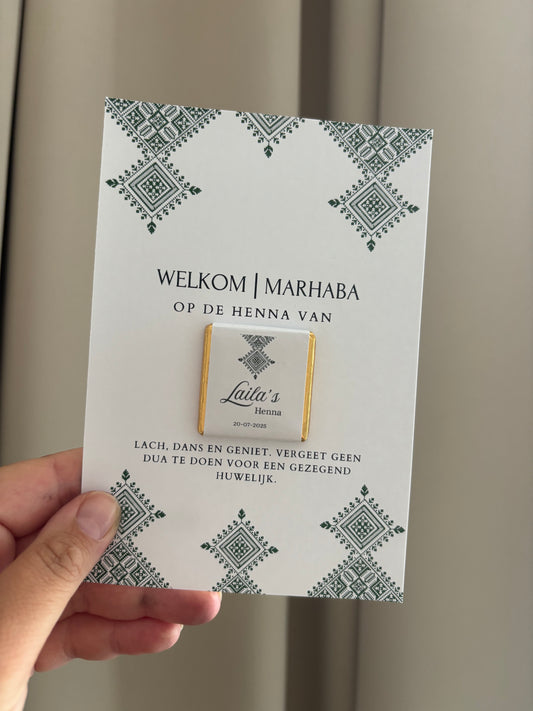 WELKOM | MARHABA
OP DE HENNA VAN
Laila's
Henna
20-07-2025
LACH, DANS EN GENIET. VERGEET GEEN
DUA TE DOEN VOOR EEN GEZEGEND
HUWELIJK.